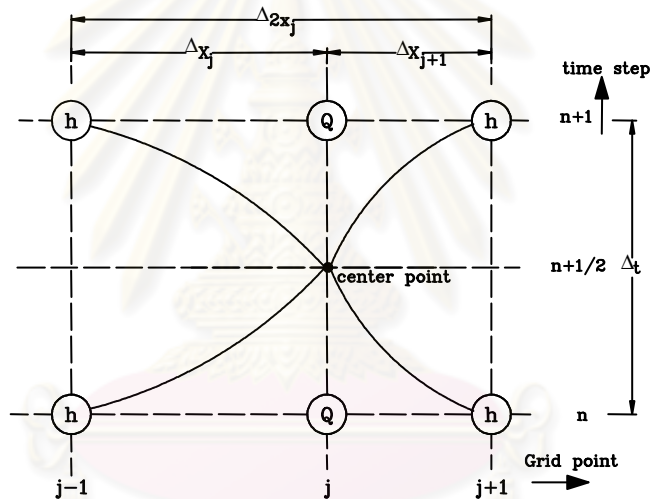 Δ2xj
Δxj Δxj+1
time step
h Q h n+1
center point n+1/2 Δt
h Q h n
Grid point
j-1 j j+1